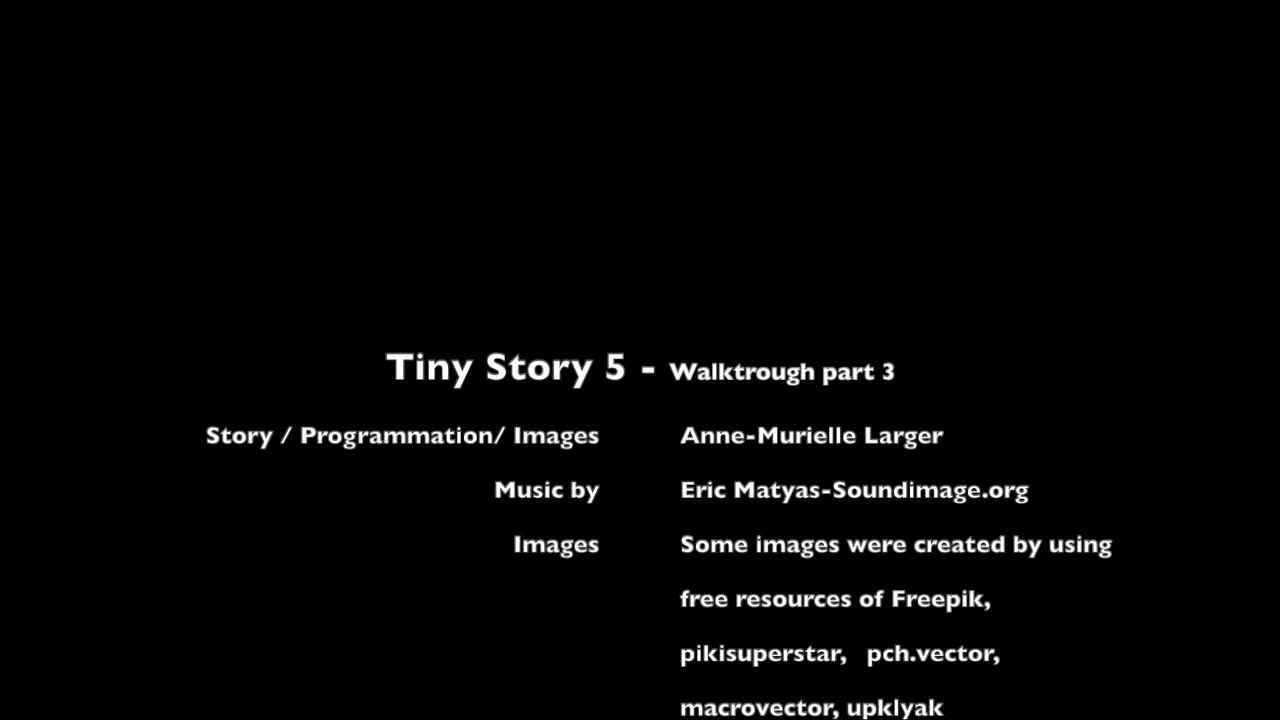 Tiny Story 5 - Walktrough part 3
Story / Programmation/ Images Anne-Murielle Larger
Music by Eric Matyas-Soundimage.org
Images Some images were created by using
free resources of Freepik,
pikisuperstar, pch.vector,
macrovector, upklyak